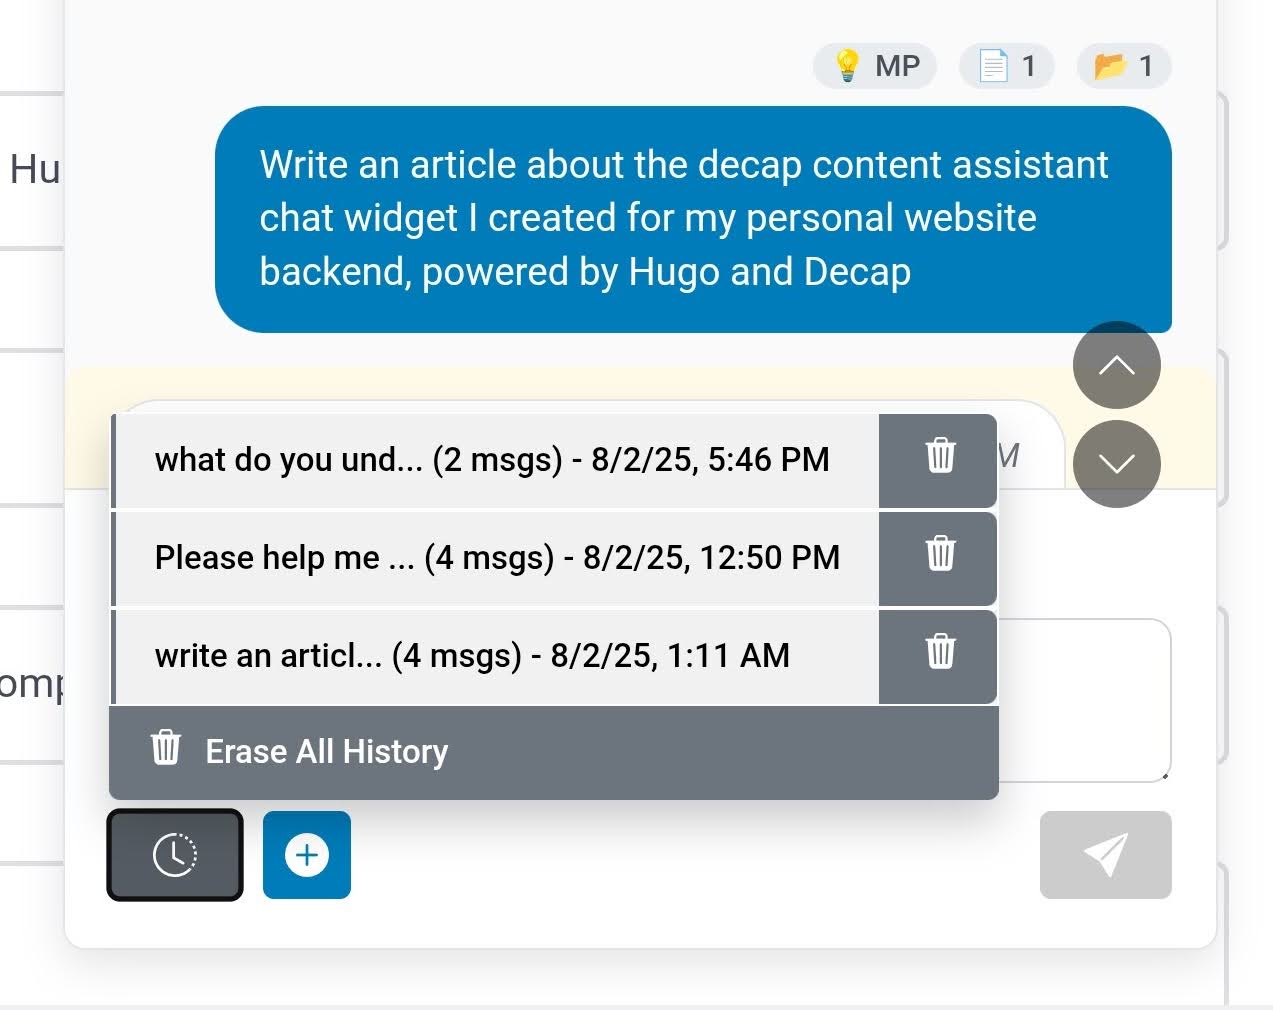 MP
1
1
Hu
Write an article about the decap content assistant
chat widget I created for my personal website
backend, powered by Hugo and Decap
what do you und... (2 msgs) - 8/2/25, 5:46 PM
M
Please help me ... (4 msgs) - 8/2/25, 12:50 PM
write an articl... (4 msgs) - 8/2/25, 1:11 AM
omp
Erase All History